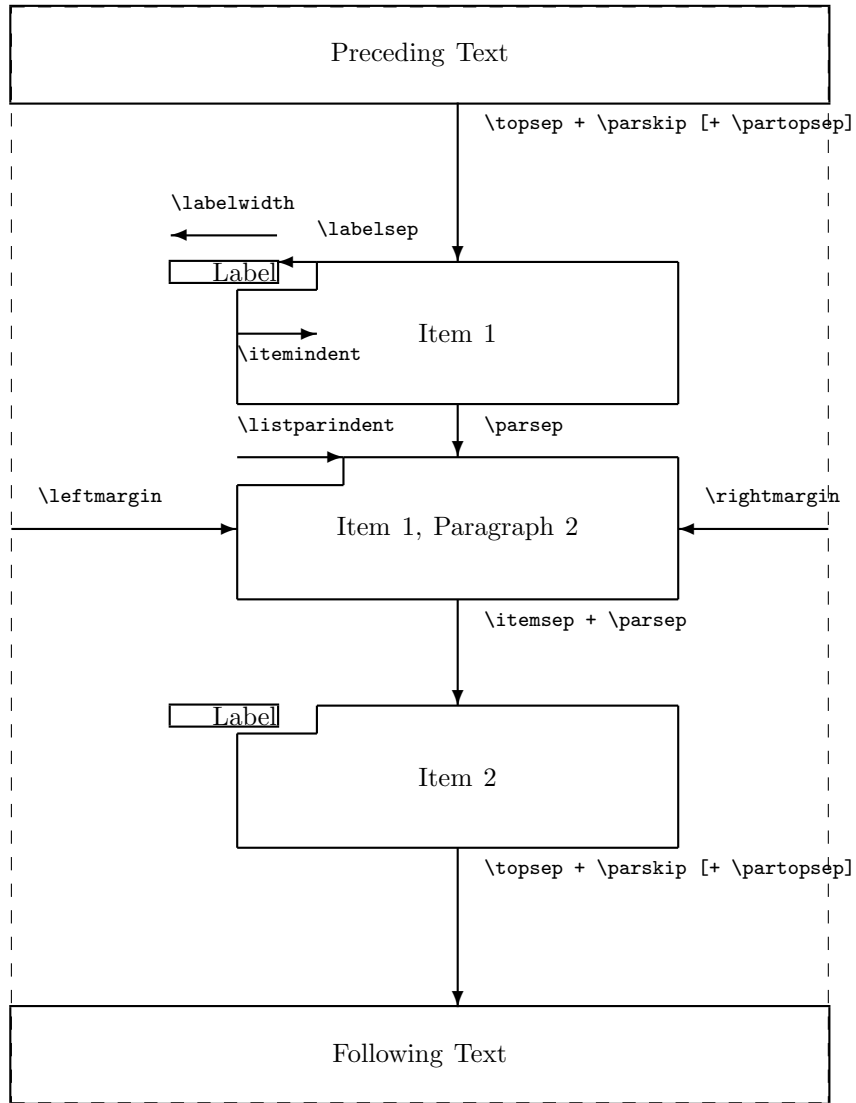 Preceding Text
\topsep + \parskip [+ \partopsep]
\labelwidth
\labelsep
Label
Item 1
\itemindent
\listparindent
\parsep
\leftmargin
\rightmargin
Item 1, Paragraph 2
\itemsep + \parsep
Label
Item 2
\topsep + \parskip [+ \partopsep]
Following Text